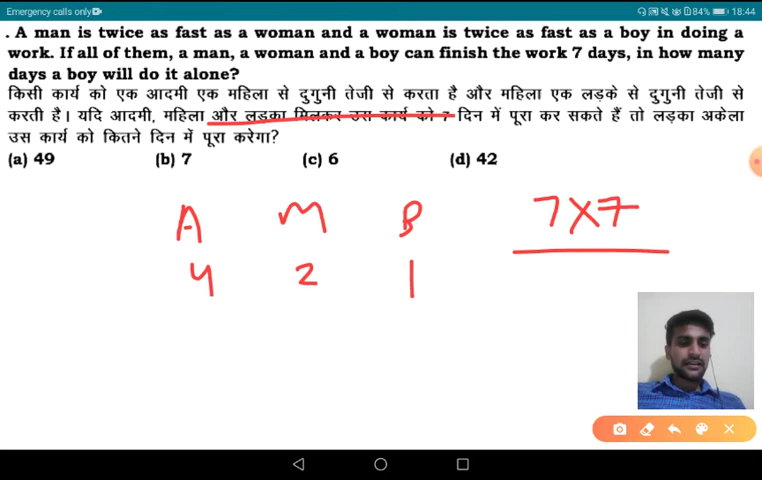 Emergency calls only 84% 18:44
. A man is twice as fast as a woman and a woman is twice as fast as a boy in doing a
work. If all of them, a man, a woman and a boy can finish the work 7 days, in how many
days a boy will do it alone?
किसी कार्य को एक आदमी एक महिला से दुगुनी तेजी से करता है और महिला एक लड़के से दुगुनी तेजी से
करती है। यदि आदमी, महिला और लड़का मिलकर उस कार्य को 7 दिन में पूरा कर सकते हैं तो लड़का अकेला
उस कार्य को कितने दिन में पूरा करेगा?
(a) 49 (b) 7 (c) 6 (d) 42
A M B 7×7
4 2 1